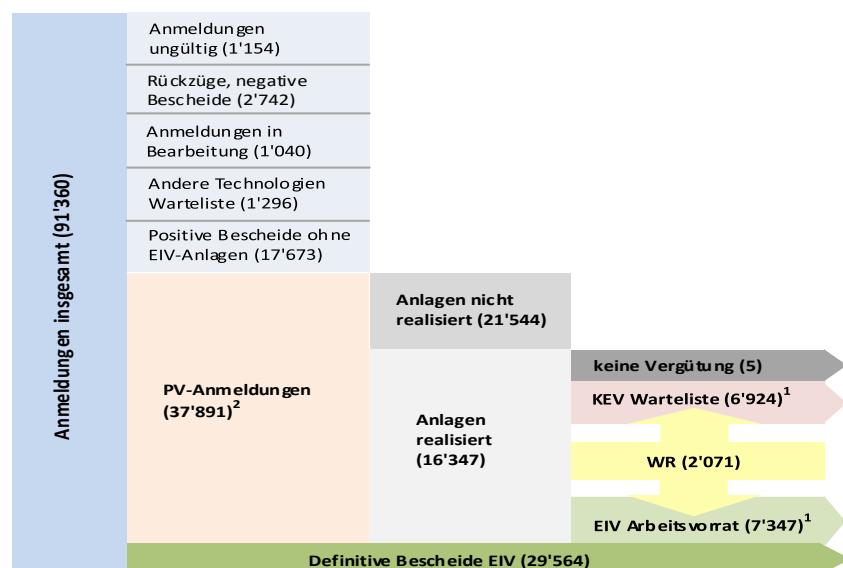 Anmeldungen insgesamt (91'360)
Anmeldungen
ungültig (1'154)
Rückzüge, negative
Bescheide (2'742)
Anmeldungen in
Bearbeitung (1'040)
Andere Technologien
Warteliste (1'296)
Positive Bescheide ohne
EIV-Anlagen (17'673)
PV-Anmeldungen
(37'891)²
Anlagen nicht
realisiert (21'544)
Anlagen
realisiert
(16'347)
keine Vergütung (5)
KEV Warteliste (6'924)¹
WR (2'071)
EIV Arbeitsvorrat (7'347)¹
Definitive Bescheide EIV (29'564)